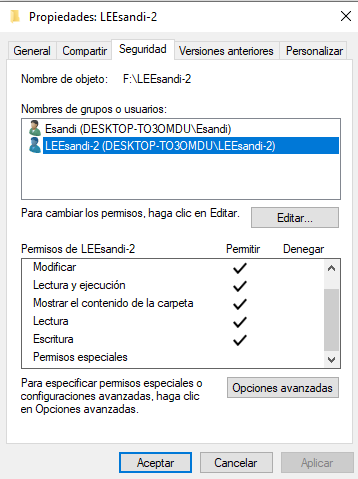 Propiedades: LEEsandi-2
General Compartir Seguridad Versiones anteriores Personalizar
Nombre de objeto: F:\LEEsandi-2
Nombres de grupos o usuarios:
Esandi (DESKTOP-TO3OMDU\Esandi)
LEEsandi-2 (DESKTOP-TO3OMDU\LEEsandi-2)
Para cambiar los permisos, haga clic en Editar.
Editar...
Permisos de LEEsandi-2 Permitir Denegar
Modificar
Lectura y ejecución
Mostrar el contenido de la carpeta
Lectura
Escritura
Permisos especiales
Para especificar permisos especiales o
configuraciones avanzadas, haga clic
en Opciones avanzadas.
Opciones avanzadas
Aceptar Cancelar Aplicar